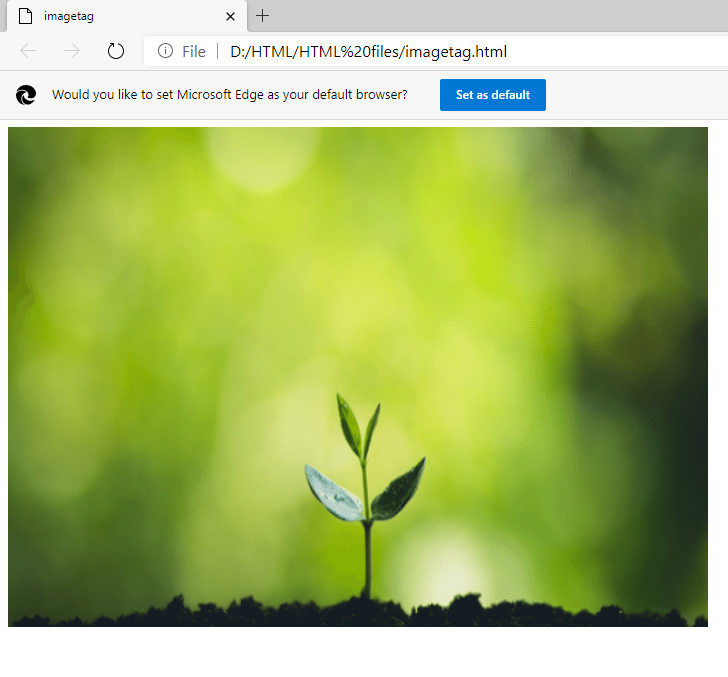 imagetag
File D:/HTML/HTML%20files/imagetag.html
Would you like to set Microsoft Edge as your default browser? Set as default